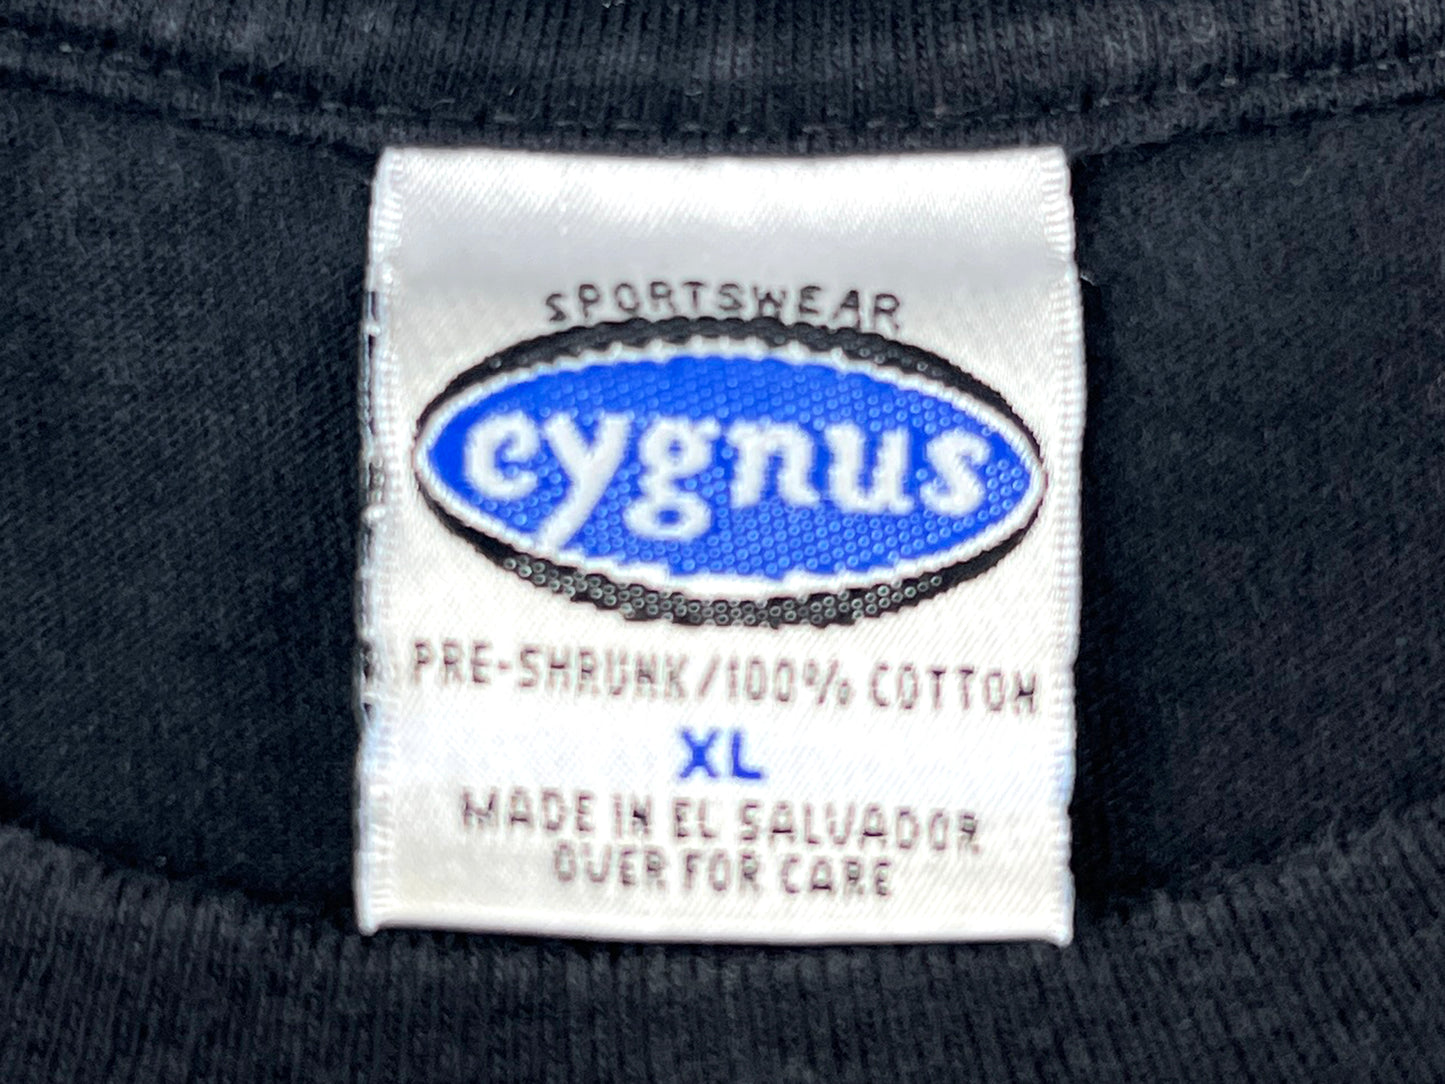 SPORTSWEAR
cygnus
PRE-SHRUNK/100% COTTON
XL
MADE IN EL SALVADOR
OVER FOR CARE